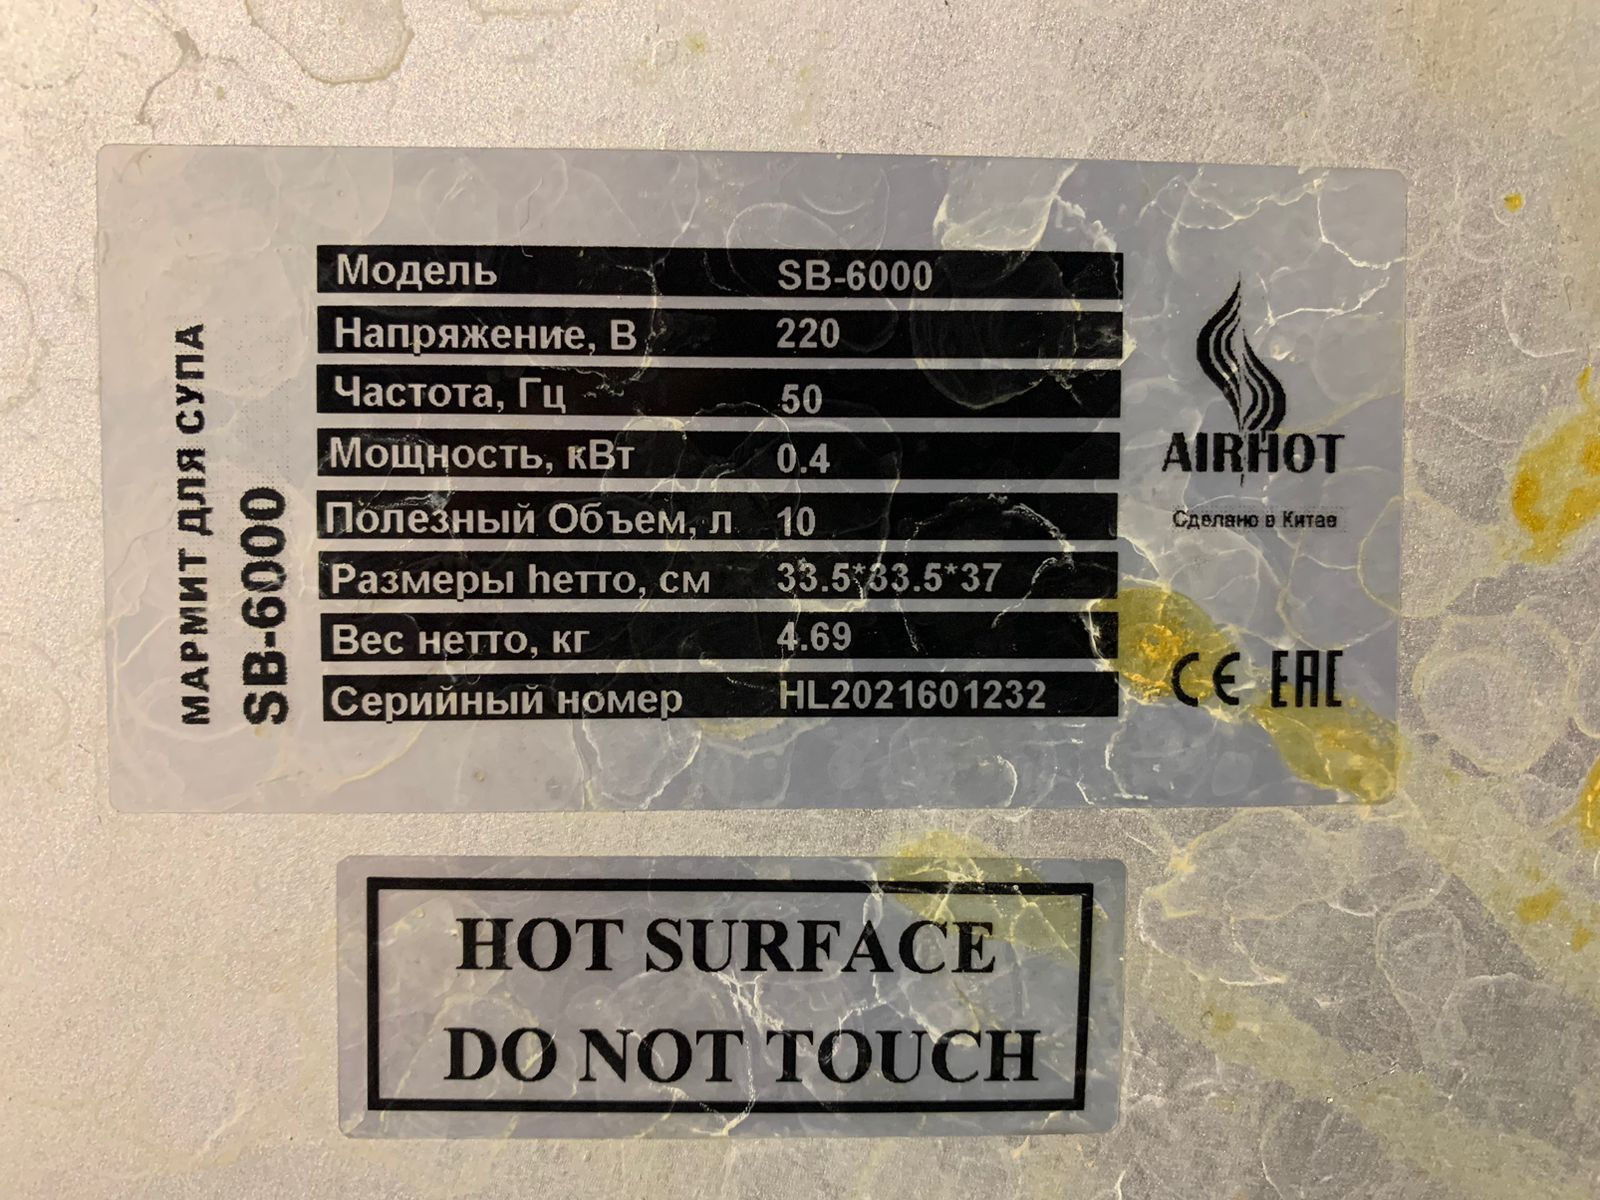 МАРМИТ ДЛЯ СУПА
SB-6000
Модель SB-6000
Напряжение, В 220
Частота, Гц 50
Мощность, кВт 0.4
Полезный Объем, л 10
Размеры hетто, см 33.5*33.5*37
Вес нетто, кг 4.69
Серийный номер HL2021601232
AIRHOT
Сделано в Китае
CE EAC
HOT SURFACE
DO NOT TOUCH